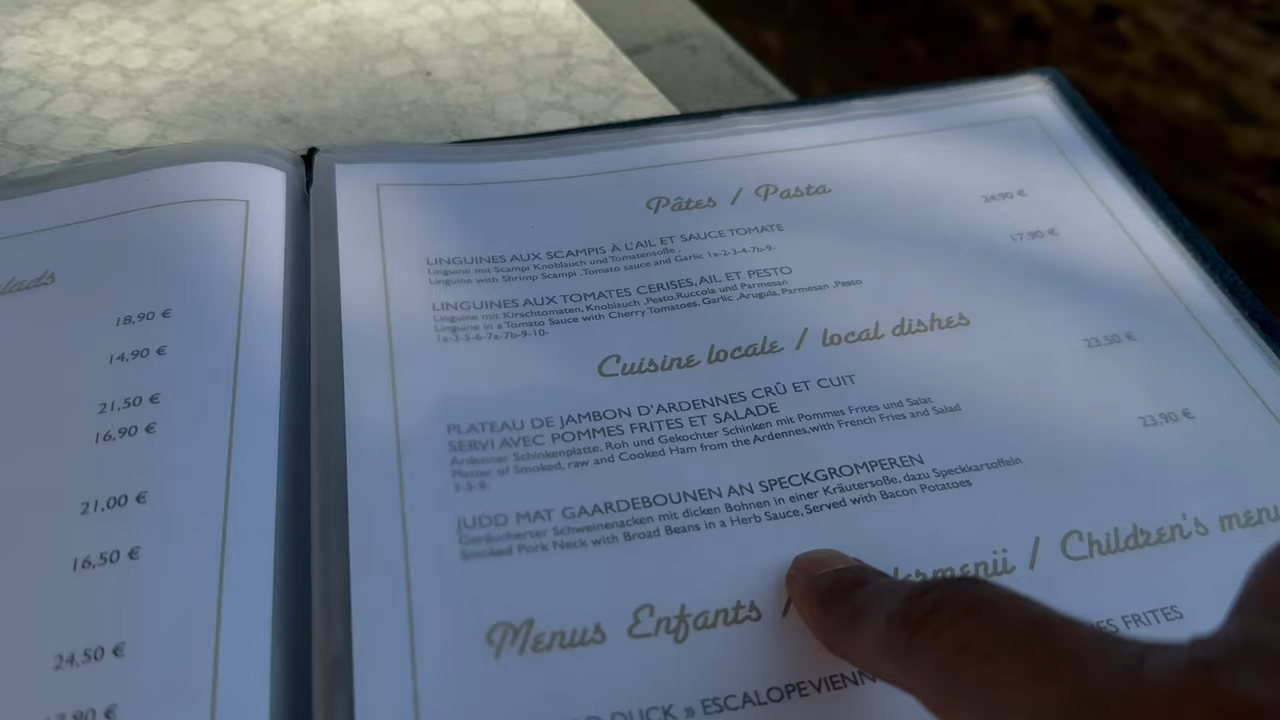 lads
18,90 €
14,90 €
21,50 €
16,90 €
21,00 €
16,50 €
24,50 €
Pâtes / Pasta
LINGUINES AUX SCAMPIS À L'AIL ET SAUCE TOMATE 24,90 €
Linguine mit Scampi Knoblauch und Tomatensoße .
Linguine with Shrimp Scampi ,Tomato sauce and Garlic 1a-2-3-4-7b-9-
LINGUINES AUX TOMATES CERISES, AIL ET PESTO 17,90 €
Linguine mit Kirschtomaten, Knoblauch ,Pesto,Ruccola und Parmesan
Linguine in a Tomato Sauce with Cherry Tomatoes, Garlic ,Arugula, Parmesan ,Pesto
1a-3-5-6-7a-7b-9-10-
Cuisine locale / local dishes
PLATEAU DE JAMBON D'ARDENNES CRÛ ET CUIT 23,50 €
SERVI AVEC POMMES FRITES ET SALADE
Ardenner Schinkenplatte, Roh und Gekochter Schinken mit Pommes Frites und Salat
Platter of Smoked, raw and Cooked Ham from the Ardennes,with French Fries and Salad
3-5-9-
JUDD MAT GAARDEBOUNEN AN SPECKGROMPEREN 23,90 €
Geräucherter Schweinenacken mit dicken Bohnen in einer Kräutersoße, dazu Speckkartoffeln
Smoked Pork Neck with Broad Beans in a Herb Sauce, Served with Bacon Potatoes
Menus Enfants / dermenü / Children's menu
ES FRITES
DUCK » ESCALOPE VIENN